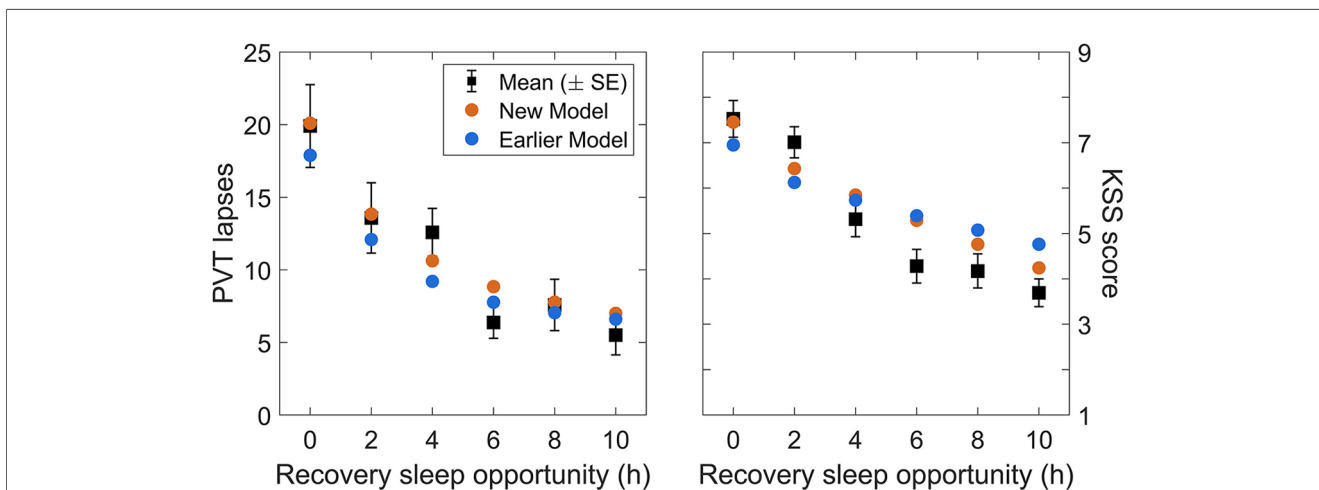 25
20
15
10
5
0
PVT lapses
0 2 4 6 8 10
Recovery sleep opportunity (h)
Mean (± SE)
New Model
Earlier Model
9
7
5
3
1
KSS score
0 2 4 6 8 10
Recovery sleep opportunity (h)